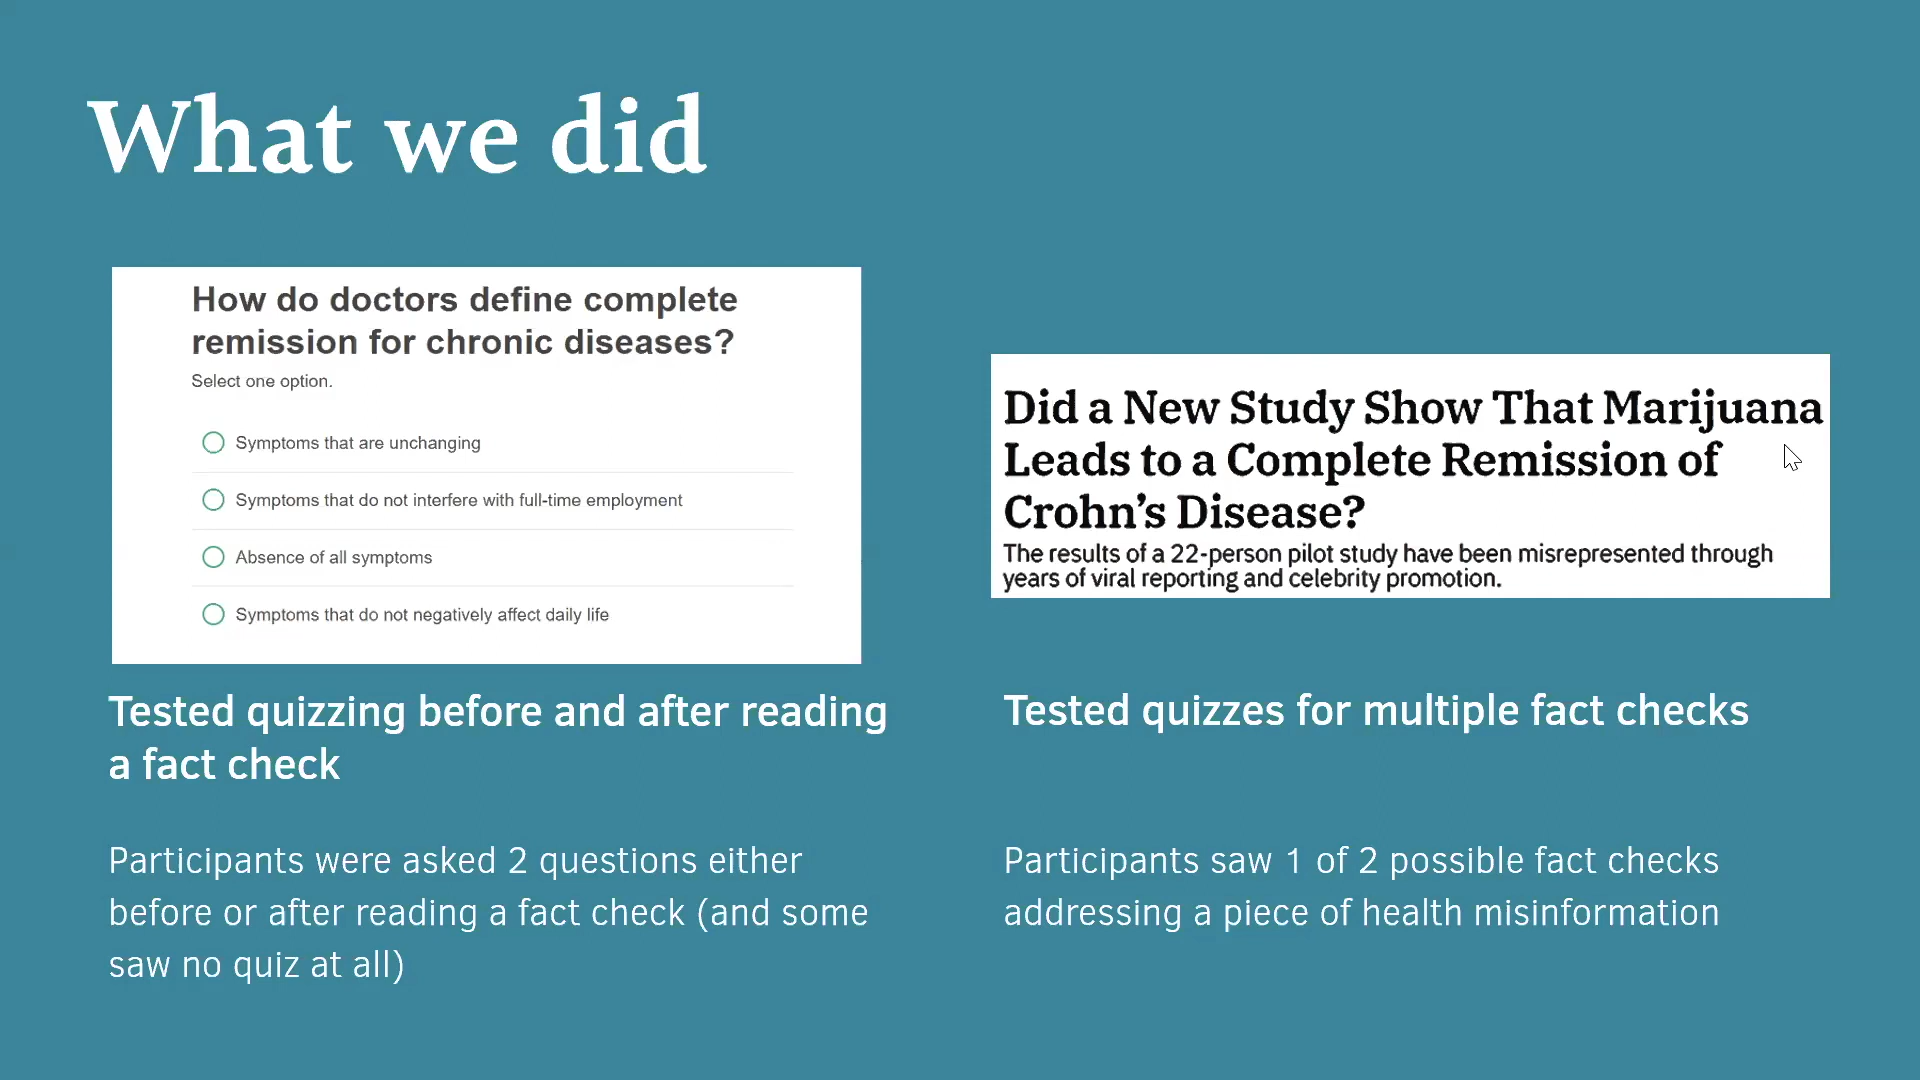 What we did
How do doctors define complete
remission for chronic diseases?
Select one option.
Symptoms that are unchanging
Symptoms that do not interfere with full-time employment
Absence of all symptoms
Symptoms that do not negatively affect daily life
Tested quizzing before and after reading
a fact check
Participants were asked 2 questions either
before or after reading a fact check (and some
saw no quiz at all)
Did a New Study Show That Marijuana
Leads to a Complete Remission of
Crohn’s Disease?
The results of a 22-person pilot study have been misrepresented through
years of viral reporting and celebrity promotion.
Tested quizzes for multiple fact checks
Participants saw 1 of 2 possible fact checks
addressing a piece of health misinformation